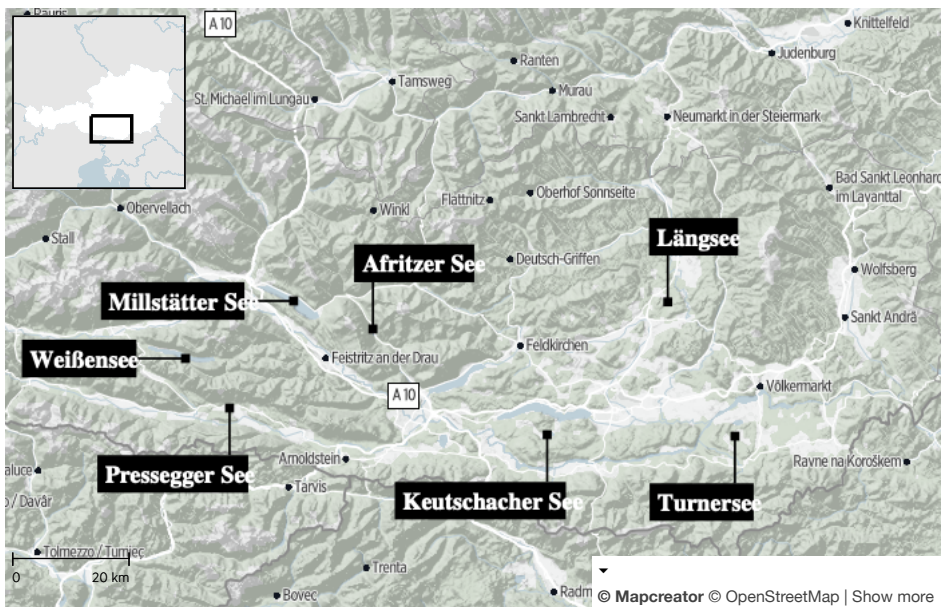 Rauris
A10
Knittelfeld
Judenburg
Ranten
Tamsweg
Murau
St. Michael im Lungau
Sankt Lambrecht
Neumarkt in der Steiermark
Bad Sankt Leonhard
im Lavanttal
Oberhof Sonnseite
Flattnitz
Obervellach
Winkl
Stall
Längsee
Afritzer See
Deutsch-Griffen
Wolfsberg
Millstätter See
Sankt Andrä
Weißensee
Feistritz an der Drau
Feldkirchen
A10
Völkermarkt
Pressegger See
Arnoldstein
Ravne na Koroškem
Tarvis
Keutschacher See
Turnersee
Tolmezzo / Tumieç
Trenta
0 20 km
Bovec
© Mapcreator © OpenStreetMap | Show more